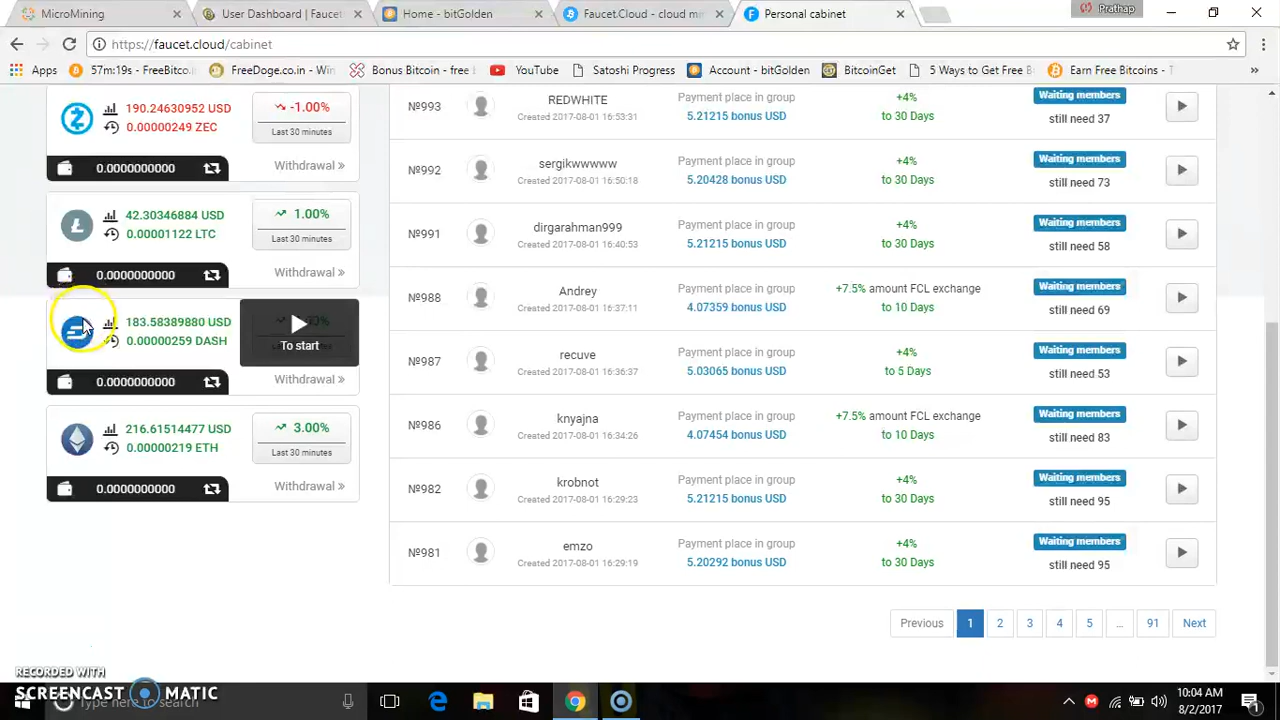 MicroMining
User Dashboard | Faucet
Home - bitGolden
Faucet.Cloud - cloud mi
Personal cabinet
Prathap
https://faucet.cloud/cabinet
Apps
57m:19s - FreeBitco.
FreeDoge.co.in - Win
Bonus Bitcoin - free
YouTube
Satoshi Progress
Account - bitGolden
BitcoinGet
5 Ways to Get Free B
Earn Free Bitcoins - T
190.24630952 USD
0.00000249 ZEC
-1.00%
Last 30 minutes
0.0000000000
Withdrawal »
42.30346884 USD
0.00001122 LTC
1.00%
Last 30 minutes
0.0000000000
Withdrawal »
183.58389880 USD
0.00000259 DASH
To start
0.0000000000
Withdrawal »
216.61514477 USD
0.00000219 ETH
3.00%
Last 30 minutes
0.0000000000
Withdrawal »
№993
REDWHITE
Created 2017-08-01 16:53:31
Payment place in group
5.21215 bonus USD
+4%
to 30 Days
Waiting members
still need 37
№992
sergikwwwww
Created 2017-08-01 16:50:18
Payment place in group
5.20428 bonus USD
+4%
to 30 Days
Waiting members
still need 73
№991
dirgarahman999
Created 2017-08-01 16:40:53
Payment place in group
5.21215 bonus USD
+4%
to 30 Days
Waiting members
still need 58
№988
Andrey
Created 2017-08-01 16:37:11
Payment place in group
4.07359 bonus USD
+7.5% amount FCL exchange
to 10 Days
Waiting members
still need 69
№987
recuve
Created 2017-08-01 16:36:37
Payment place in group
5.03065 bonus USD
+4%
to 5 Days
Waiting members
still need 53
№986
knyajna
Created 2017-08-01 16:34:26
Payment place in group
4.07454 bonus USD
+7.5% amount FCL exchange
to 10 Days
Waiting members
still need 83
№982
krobnot
Created 2017-08-01 16:29:23
Payment place in group
5.21215 bonus USD
+4%
to 30 Days
Waiting members
still need 95
№981
emzo
Created 2017-08-01 16:29:19
Payment place in group
5.20292 bonus USD
+4%
to 30 Days
Waiting members
still need 95
Previous 1 2 3 4 5 ... 91 Next
RECORDED WITH
SCREENCAST MATIC
Type here to search
10:04 AM
8/2/2017